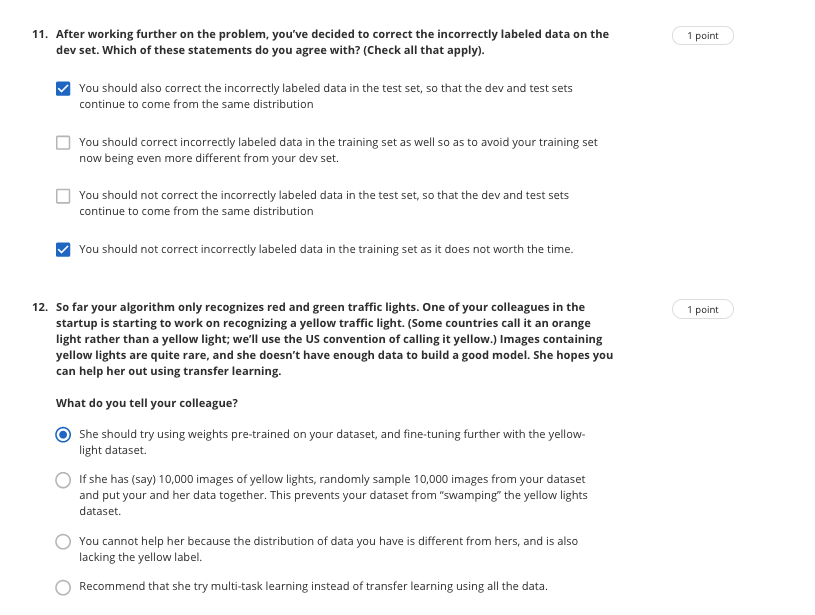 11. After working further on the problem, you've decided to correct the incorrectly labeled data on the
1 point
dev set. Which of these statements do you agree with? (Check all that apply).
You should also correct the incorrectly labeled data in the test set, so that the dev and test sets
continue to come from the same distribution
You should correct incorrectly labeled data in the training set as well so as to avoid your training set
now being even more different from your dev set.
You should not correct the incorrectly labeled data in the test set, so that the dev and test sets
continue to come from the same distribution
You should not correct incorrectly labeled data in the training set as it does not worth the time.
12. So far your algorithm only recognizes red and green traffic lights. One of your colleagues in the
1 point
startup is starting to work on recognizing a yellow traffic light. (Some countries call it an orange
light rather than a yellow light; we'll use the US convention of calling it yellow.) Images containing
yellow lights are quite rare, and she doesn't have enough data to build a good model. She hopes you
can help her out using transfer learning.
What do you tell your colleague?
She should try using weights pre-trained on your dataset, and fine-tuning further with the yellow-
light dataset.
If she has (say) 10,000 images of yellow lights, randomly sample 10,000 images from your dataset
and put your and her data together. This prevents your dataset from “swamping” the yellow lights
dataset.
You cannot help her because the distribution of data you have is different from hers, and is also
lacking the yellow label.
Recommend that she try multi-task learning instead of transfer learning using all the data.